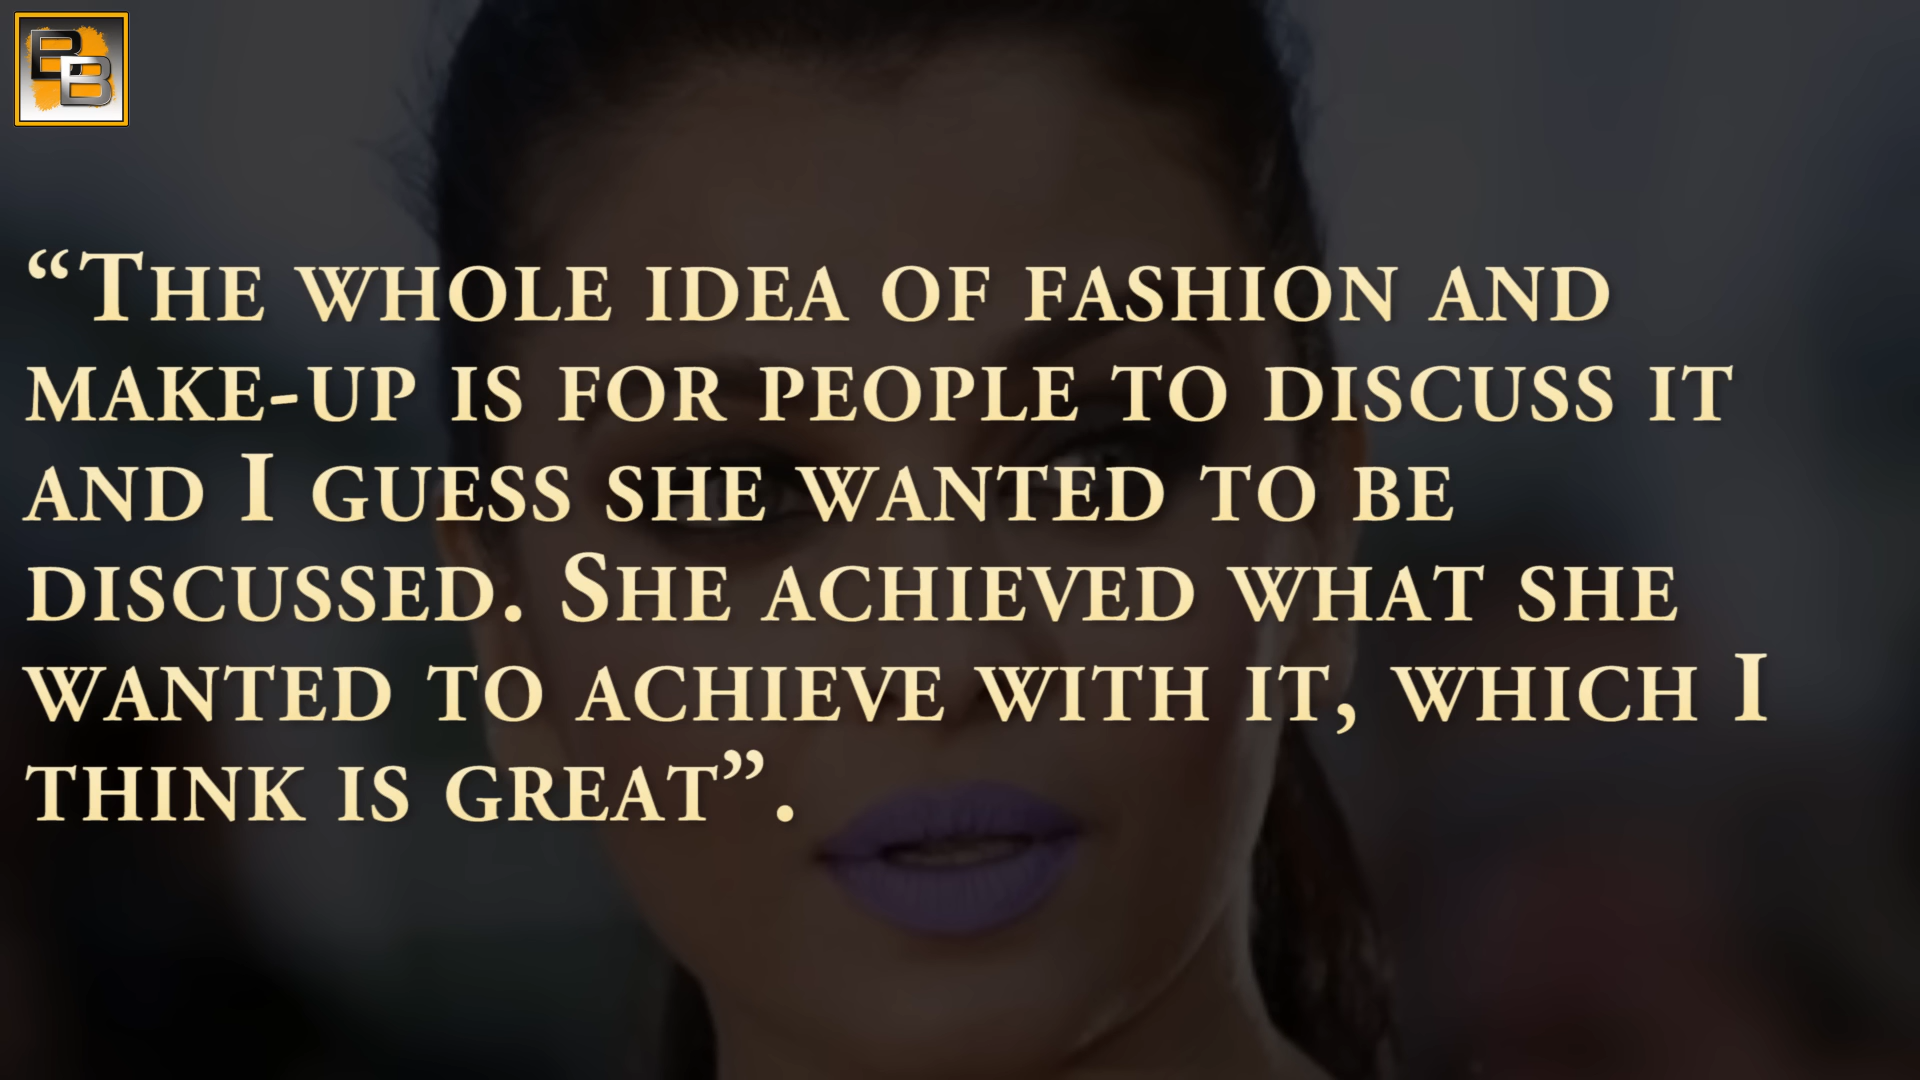 BB
“The whole idea of fashion and
make-up is for people to discuss it
and I guess she wanted to be
discussed. She achieved what she
wanted to achieve with it, which I
think is great”.